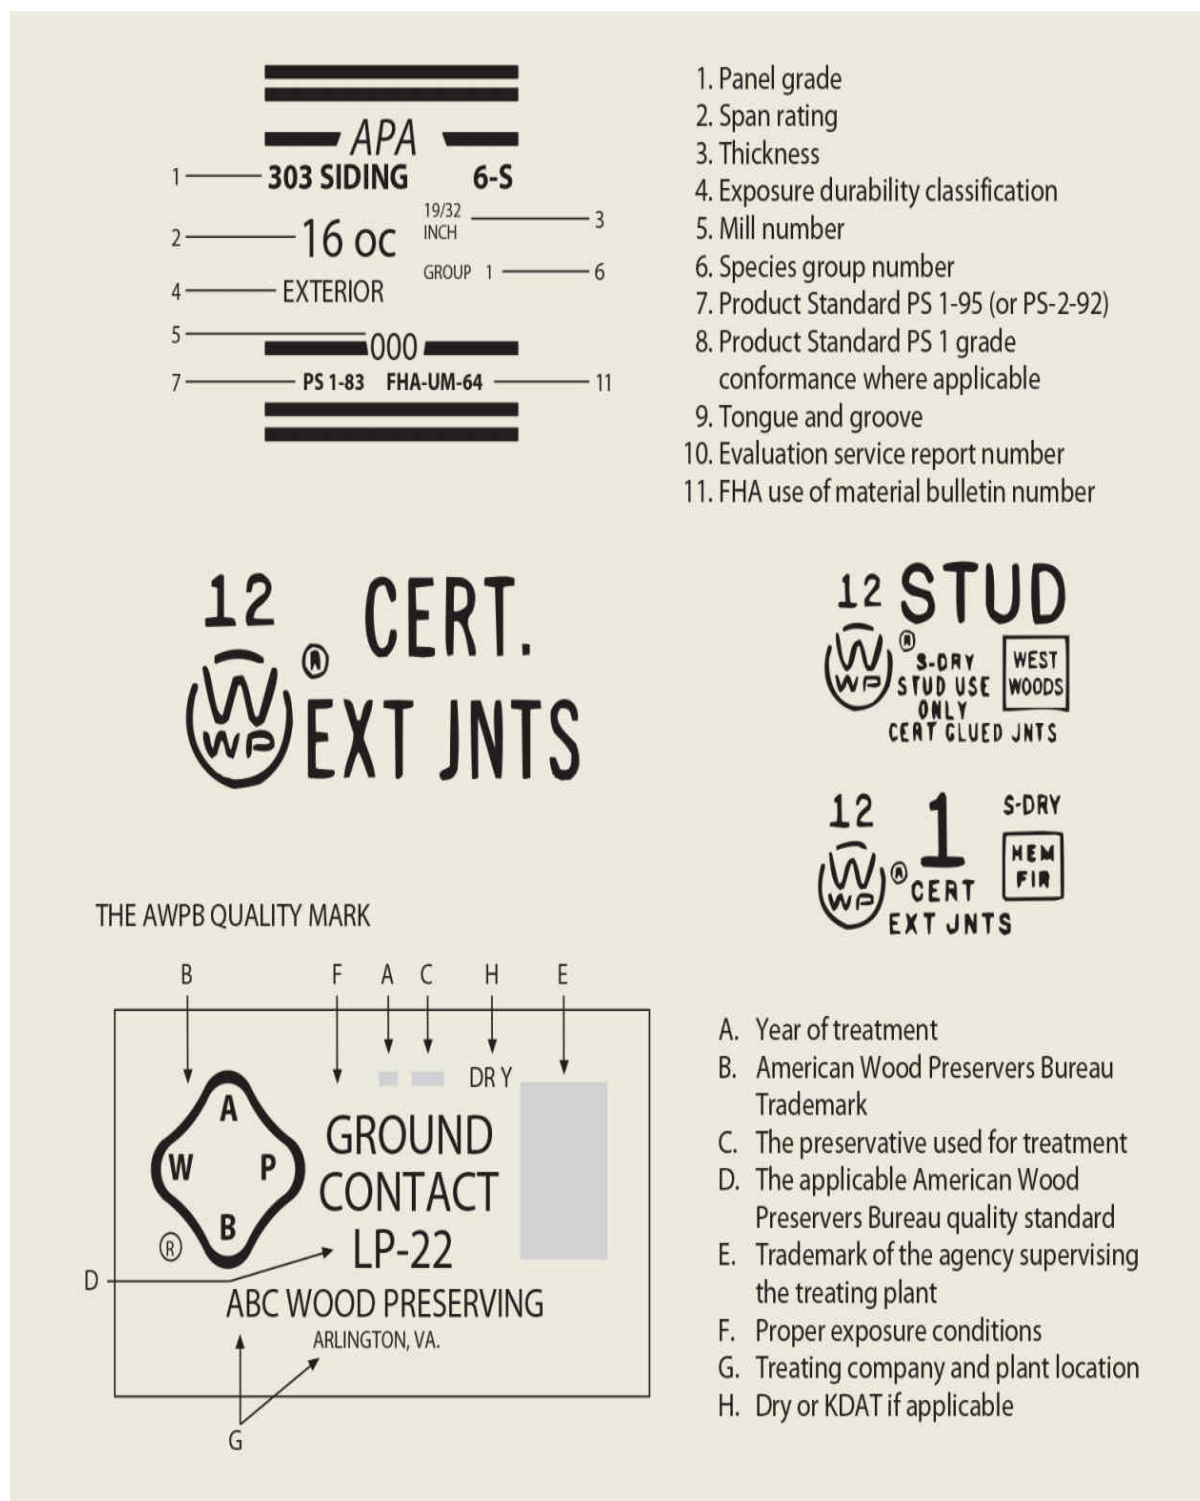 APA
1 303 SIDING 6-S
19/32 3
2 16 oc INCH
GROUP 1 6
4 EXTERIOR
5 000
7 PS 1-83 FHA-UM-64 11
1. Panel grade
2. Span rating
3. Thickness
4. Exposure durability classification
5. Mill number
6. Species group number
7. Product Standard PS 1-95 (or PS-2-92)
8. Product Standard PS 1 grade
conformance where applicable
9. Tongue and groove
10. Evaluation service report number
11. FHA use of material bulletin number
12 CERT.
W ®
WP EXT JNTS
12 STUD
W ® S-DRY WEST
WP STUD USE WOODS
ONLY
CERT GLUED JNTS
12 1 S-DRY
W ® HEM
WP CERT FIR
EXT JNTS
THE AWPB QUALITY MARK
B F A C H E
DRY
A
W P
B
®
GROUND
CONTACT
LP-22
D
ABC WOOD PRESERVING
ARLINGTON, VA.
G
A. Year of treatment
B. American Wood Preservers Bureau
Trademark
C. The preservative used for treatment
D. The applicable American Wood
Preservers Bureau quality standard
E. Trademark of the agency supervising
the treating plant
F. Proper exposure conditions
G. Treating company and plant location
H. Dry or KDAT if applicable